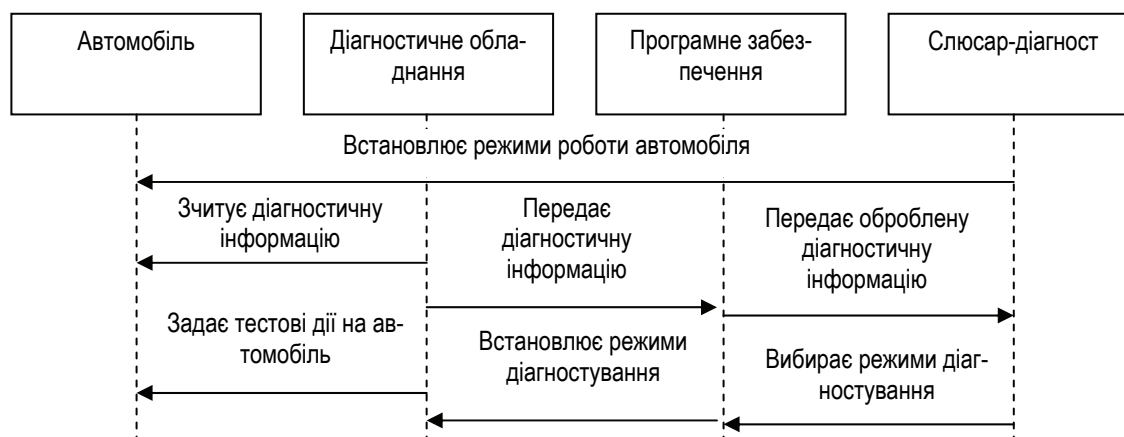 Автомобіль
Діагностичне обла-
днання
Програмне забез-
печення
Слюсар-діагност
Встановлює режими роботи автомобіля
Зчитує діагностичну
інформацію
Передає
діагностичну
інформацію
Передає оброблену
діагностичну
інформацію
Задає тестові дії на ав-
томобіль
Встановлює режими
діагностування
Вибирає режими діаг-
ностування